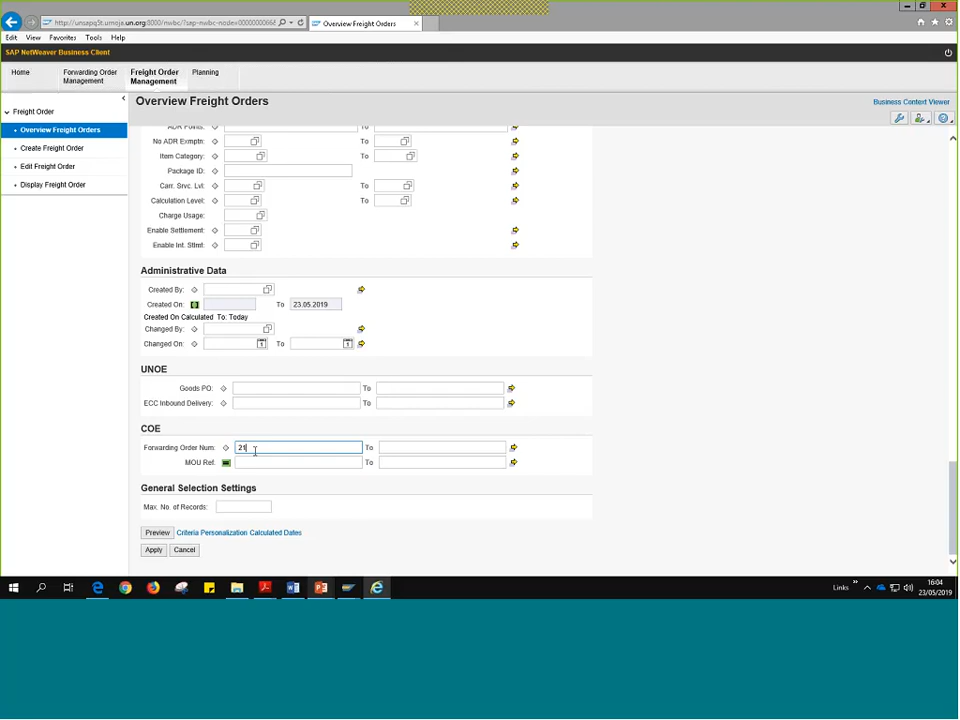 http://unsapq5t.umoja.un.org:8000/nwbc/?sap-nwbc-node=0000000066
Overview Freight Orders
Edit View Favorites Tools Help
SAP NetWeaver Business Client
Home
Forwarding Order Management
Freight Order Management
Planning
Freight Order
Overview Freight Orders
Create Freight Order
Edit Freight Order
Display Freight Order
Overview Freight Orders
Business Content Viewer
ADR Points: To
No ADR Exmptn: To
Item Category: To
Package ID:
Carr. Srvc. Lvl: To
Calculation Level: To
Charge Usage:
Enable Settlement:
Enable Int. Stlmt:
Administrative Data
Created By:
Created On: To 23.05.2019
Created On Calculated To: Today
Changed By:
Changed On: To
UNOE
Goods PO: To
ECC Inbound Delivery: To
COE
Forwarding Order Num: 21 To
MOU Ref. To
General Selection Settings
Max. No. of Records:
Preview Criteria Personalization Calculated Dates
Apply Cancel
Links
16:04
23/05/2019